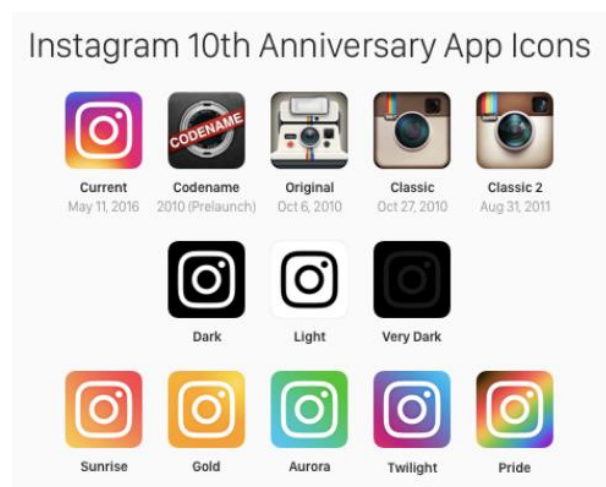 Instagram 10th Anniversary App Icons
CODENAME
Current Codename Original Classic Classic 2
May 11, 2016 2010 (Prelaunch) Oct 6, 2010 Oct 27, 2010 Aug 31, 2011
Dark Light Very Dark
Sunrise Gold Aurora Twilight Pride